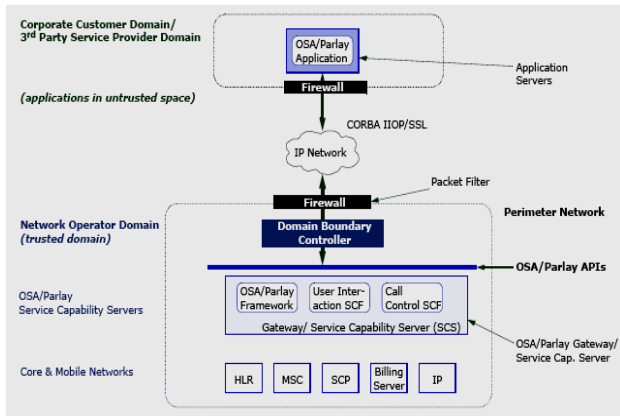 Corporate Customer Domain/
3rd Party Service Provider Domain
OSA/Parlay
Application
Application
Servers
Firewall
(applications in untrusted space)
CORBA IIOP/SSL
IP Network
Packet Filter
Firewall
Perimeter Network
Network Operator Domain
(trusted domain)
Domain Boundary
Controller
OSA/Parlay APIs
OSA/Parlay
Service Capability Servers
OSA/Parlay
Framework
User Inter-
action SCF
Call
Control SCF
Gateway/ Service Capability Server (SCS)
OSA/Parlay Gateway/
Service Cap. Server
Core & Mobile Networks
HLR
MSC
SCP
Billing
Server
IP